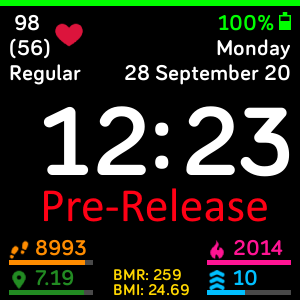 98 100%
(56) Monday
Regular 28 September 20
12:23
Pre-Release
8993 2014
7.19 BMR: 259 10
BMI: 24.69